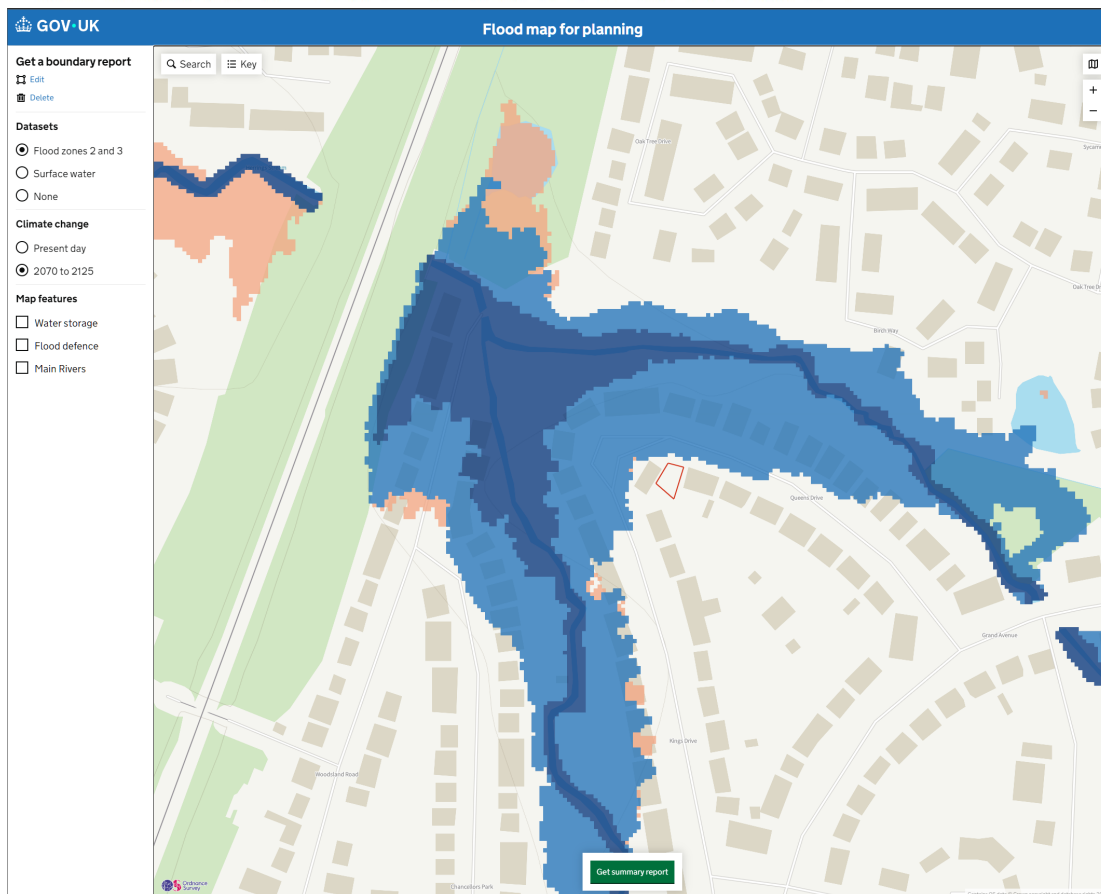 GOV·UK
Flood map for planning
Get a boundary report
Edit
Delete
Datasets
Flood zones 2 and 3
Surface water
None
Climate change
Present day
2070 to 2125
Map features
Water storage
Flood defence
Main Rivers
Search
Key
+
−
Oak Tree Drive
Sycam
Oak Tree Dr
Birch Way
Queens Drive
Grand Avenue
Kings Drive
Woodsland Road
Chancellors Park
Get summary report
Ordnance
Survey